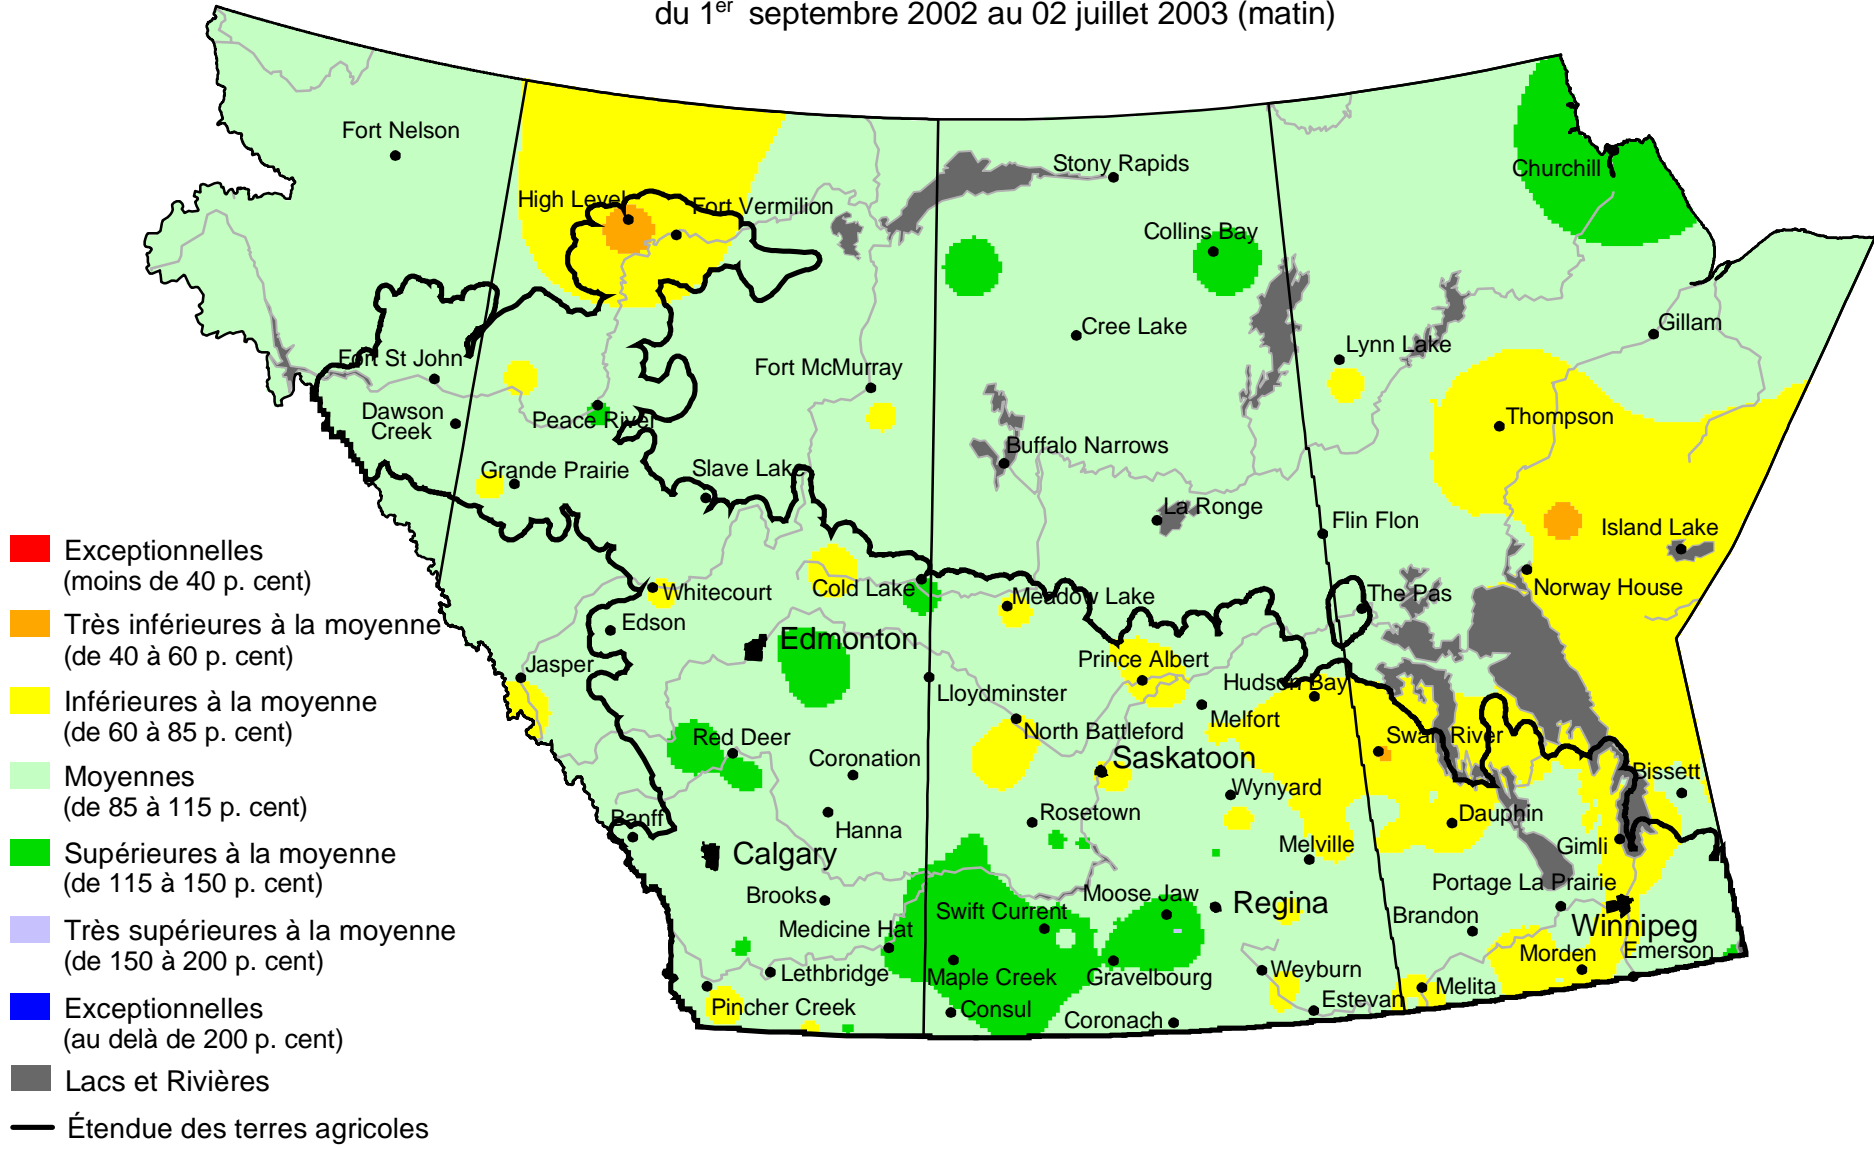 du 1er septembre 2002 au 02 juillet 2003 (matin)
Fort Nelson
Stony Rapids
Churchill
High Level
Fort Vermilion
Collins Bay
Gillam
Cree Lake
Lynn Lake
Fort St John
Fort McMurray
Dawson
Creek
Peace River
Thompson
Buffalo Narrows
Grande Prairie
Slave Lake
La Ronge
Flin Flon
Island Lake
Exceptionnelles
(moins de 40 p. cent)
Très inférieures à la moyenne
(de 40 à 60 p. cent)
Inférieures à la moyenne
(de 60 à 85 p. cent)
Moyennes
(de 85 à 115 p. cent)
Supérieures à la moyenne
(de 115 à 150 p. cent)
Très supérieures à la moyenne
(de 150 à 200 p. cent)
Exceptionnelles
(au delà de 200 p. cent)
Lacs et Rivières
Étendue des terres agricoles
Whitecourt
Cold Lake
Meadow Lake
The Pas
Norway House
Edson
Edmonton
Jasper
Prince Albert
Hudson Bay
Lloydminster
Melfort
North Battleford
Swan River
Red Deer
Coronation
Saskatoon
Bissett
Wynyard
Banff
Hanna
Rosetown
Dauphin
Calgary
Melville
Gimli
Brooks
Moose Jaw
Portage La Prairie
Swift Current
Regina
Brandon
Winnipeg
Medicine Hat
Morden
Emerson
Lethbridge
Maple Creek
Gravelbourg
Weyburn
Melita
Pincher Creek
Consul
Coronach
Estevan